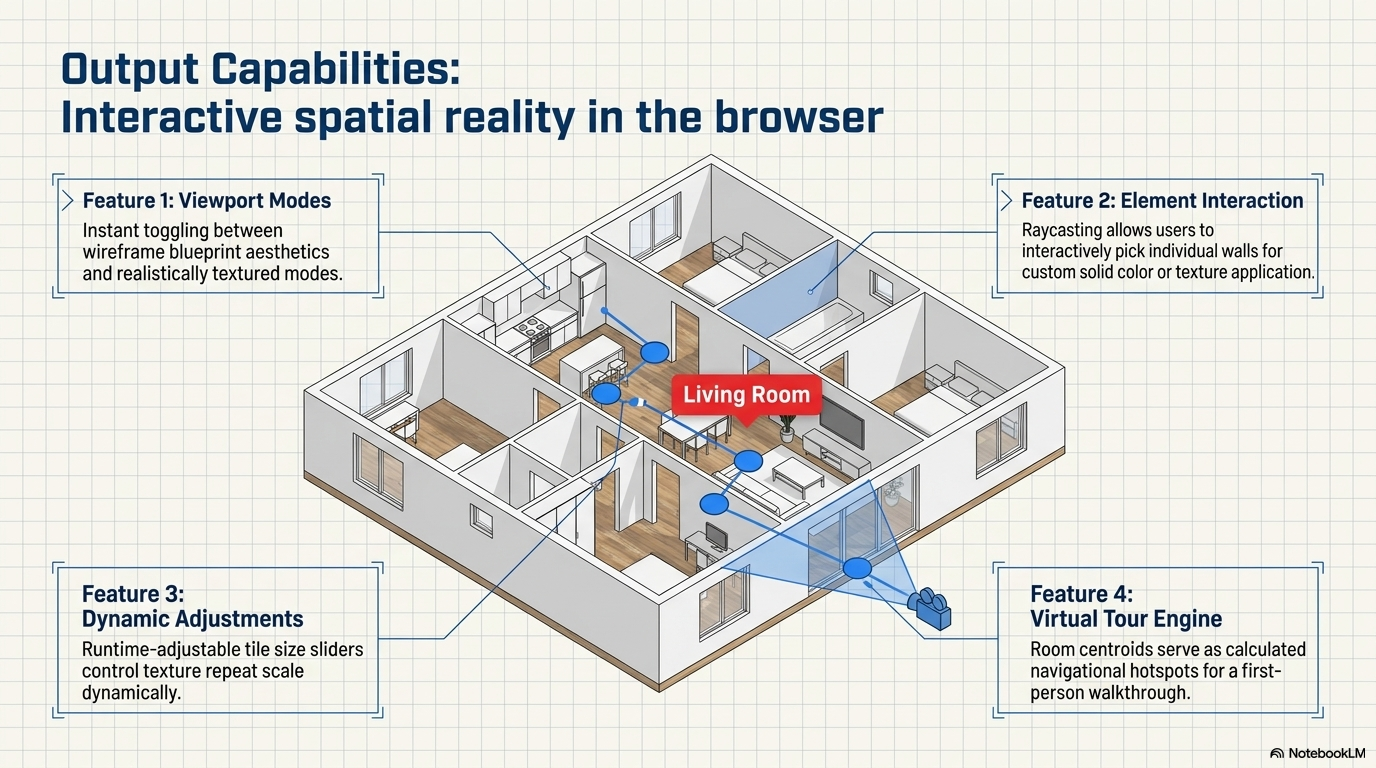 Output Capabilities:
Interactive spatial reality in the browser
Feature 1: Viewport Modes
Instant toggling between
wireframe blueprint aesthetics
and realistically textured modes.
Feature 2: Element Interaction
Raycasting allows users to
interactively pick individual walls for
custom solid color or texture application.
Living Room
Feature 3:
Dynamic Adjustments
Runtime-adjustable tile size sliders
control texture repeat scale
dynamically.
Feature 4:
Virtual Tour Engine
Room centroids serve as calculated
navigational hotspots for a first-
person walkthrough.
NotebookLM